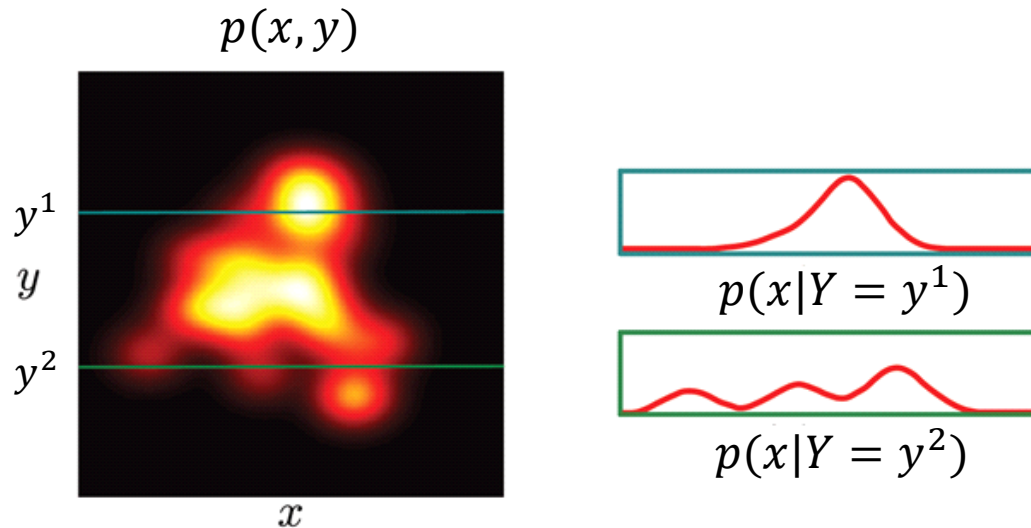 p(x, y)
y¹
y
y²
x
p(x|Y = y¹)
p(x|Y = y²)